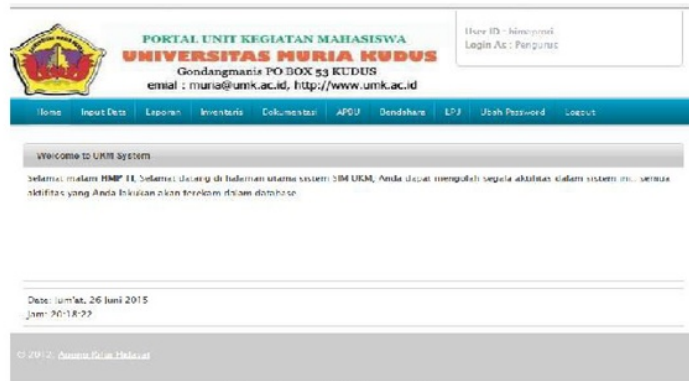 PORTAL UNIT KEGIATAN MAHASISWA
UNIVERSITAS MURIA KUDUS
Gondangmanis PO BOX 53 KUDUS
emial : muria@umk.ac.id, http://www.umk.ac.id
User ID :
Login As : Pengurus
Home Input Data Laporan Inventaris Dokumentasi APBU Bendahara LPJ Ubah Password Logout
Welcome to UKM System
Selamat malam HMP TI, Selamat datang di halaman utama sistem SIM UKM, Anda dapat mengolah segala aktifitas dalam sistem ini.. semua
aktifitas yang Anda lakukan akan terekam dalam database
Date: Jum'at, 26 Juni 2015
Jam: 20:18:22
© 2012,